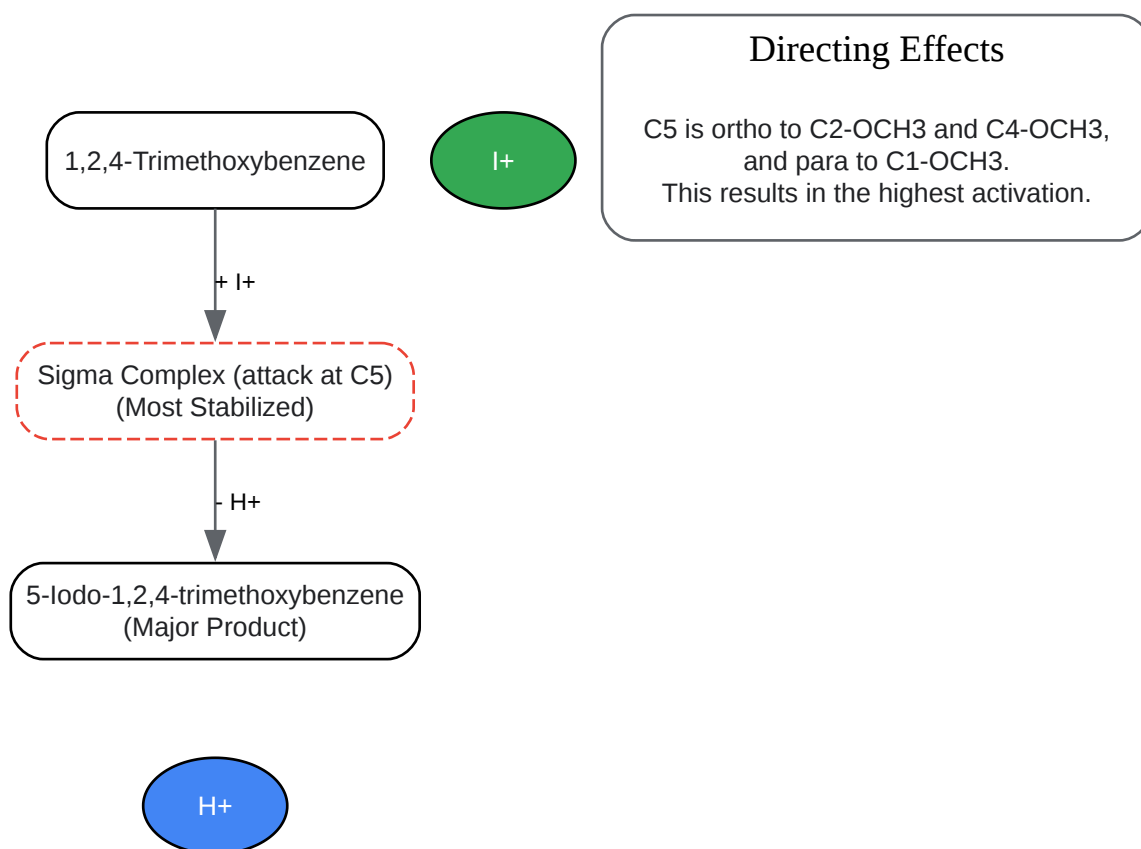 Directing Effects
1,2,4-Trimethoxybenzene
I+
C5 is ortho to C2-OCH3 and C4-OCH3,
and para to C1-OCH3.
This results in the highest activation.
+ I+
Sigma Complex (attack at C5)
(Most Stabilized)
- H+
5-Iodo-1,2,4-trimethoxybenzene
(Major Product)
H+